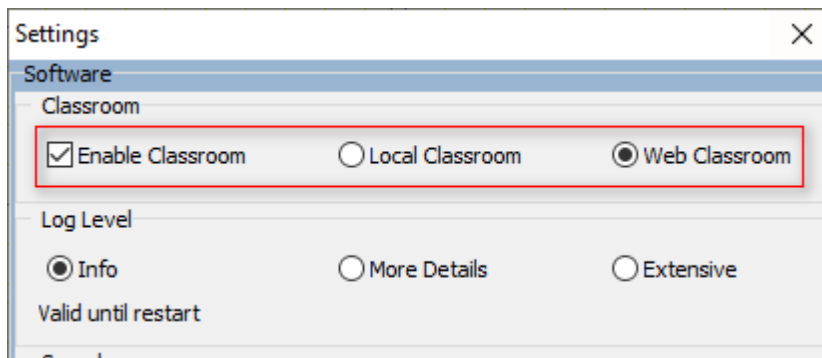 Settings
Software
Classroom
Enable Classroom Local Classroom Web Classroom
Log Level
Info More Details Extensive
Valid until restart